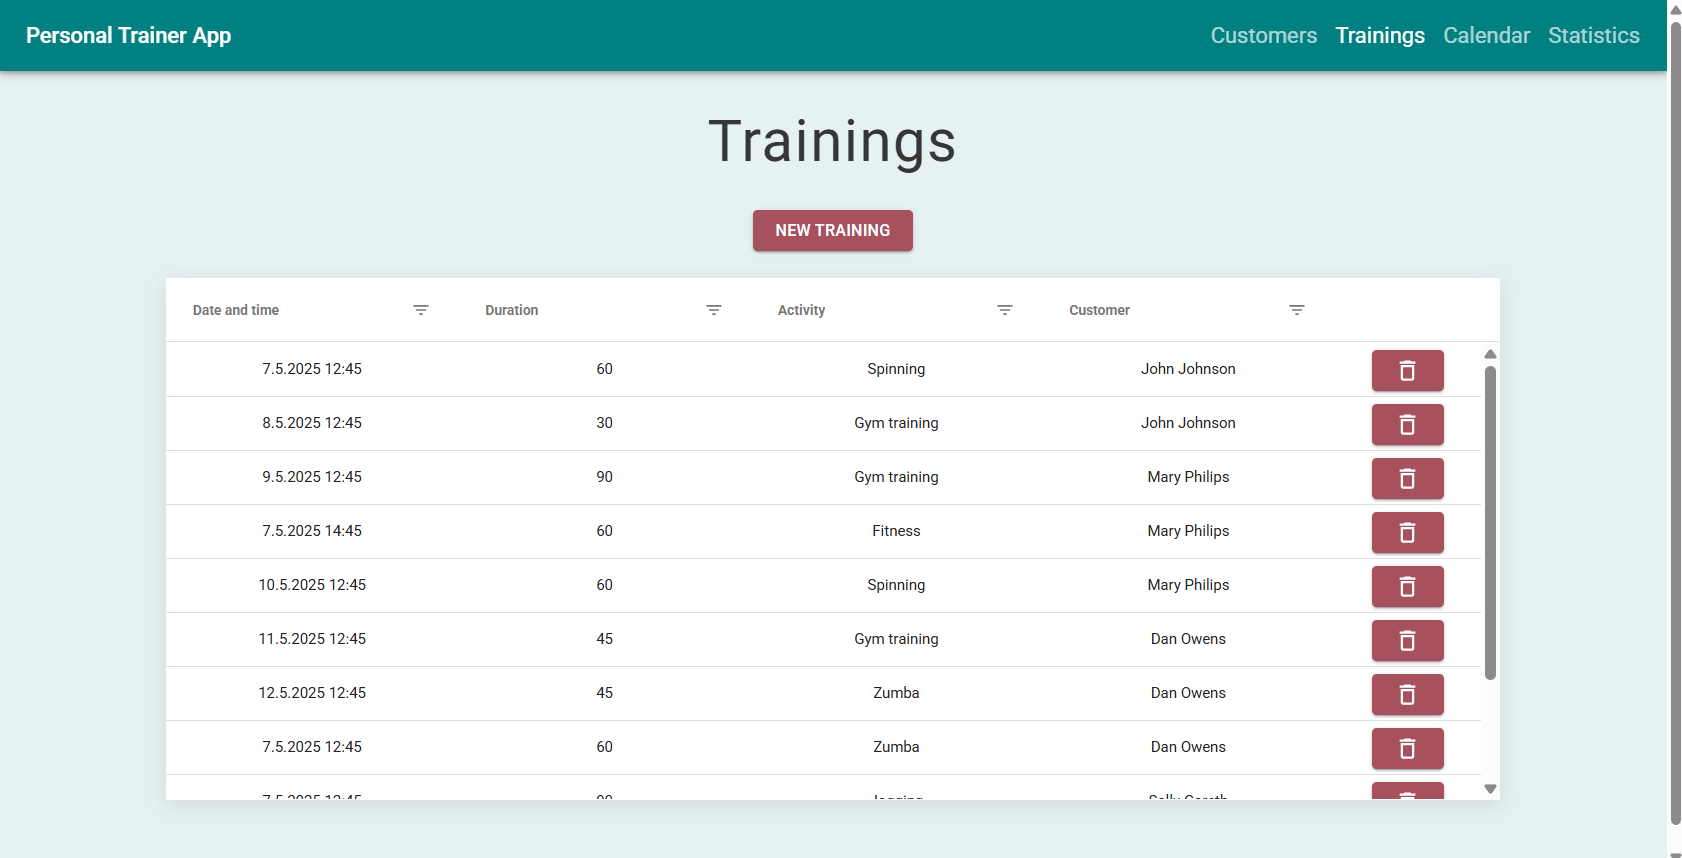 Personal Trainer App Customers Trainings Calendar Statistics
Trainings
NEW TRAINING
Date and time Duration Activity Customer
7.5.2025 12:45 60 Spinning John Johnson
8.5.2025 12:45 30 Gym training John Johnson
9.5.2025 12:45 90 Gym training Mary Philips
7.5.2025 14:45 60 Fitness Mary Philips
10.5.2025 12:45 60 Spinning Mary Philips
11.5.2025 12:45 45 Gym training Dan Owens
12.5.2025 12:45 45 Zumba Dan Owens
7.5.2025 12:45 60 Zumba Dan Owens